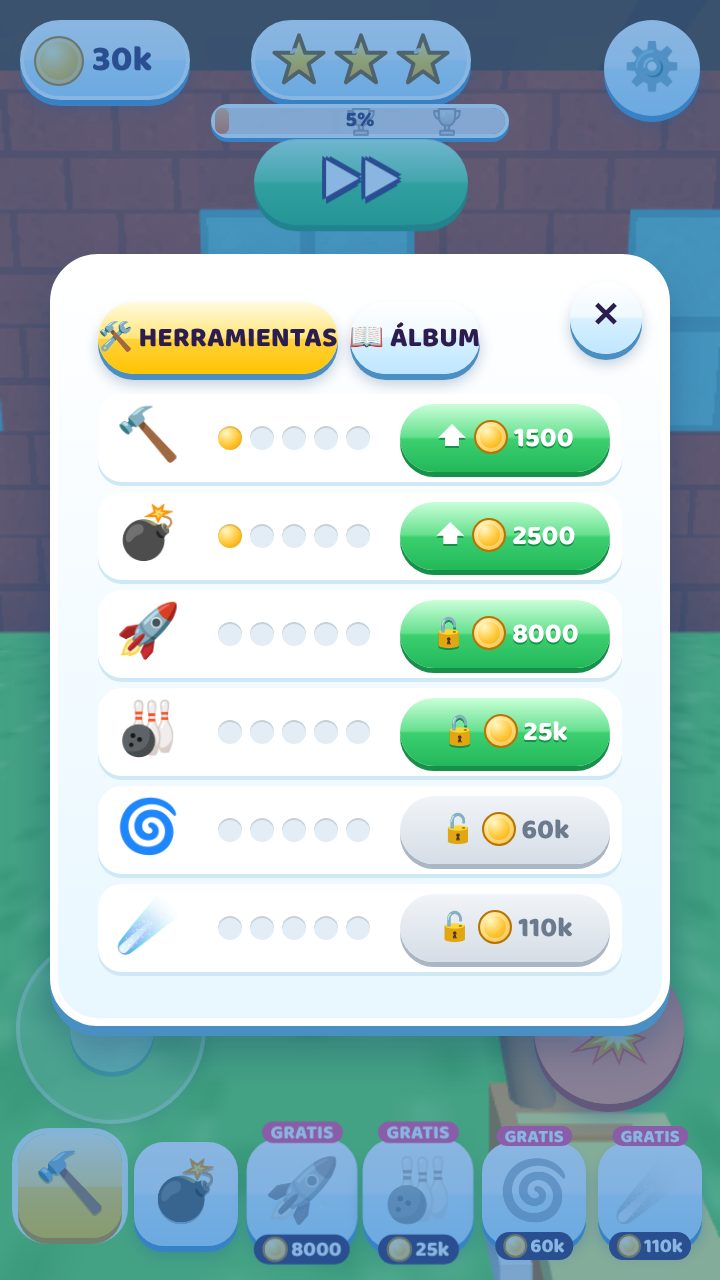 30k
5%
🛠️ HERRAMIENTAS
📖 ÁLBUM
✕
1500
2500
8000
25k
60k
110k
GRATIS
GRATIS
GRATIS
GRATIS
8000
25k
60k
110k